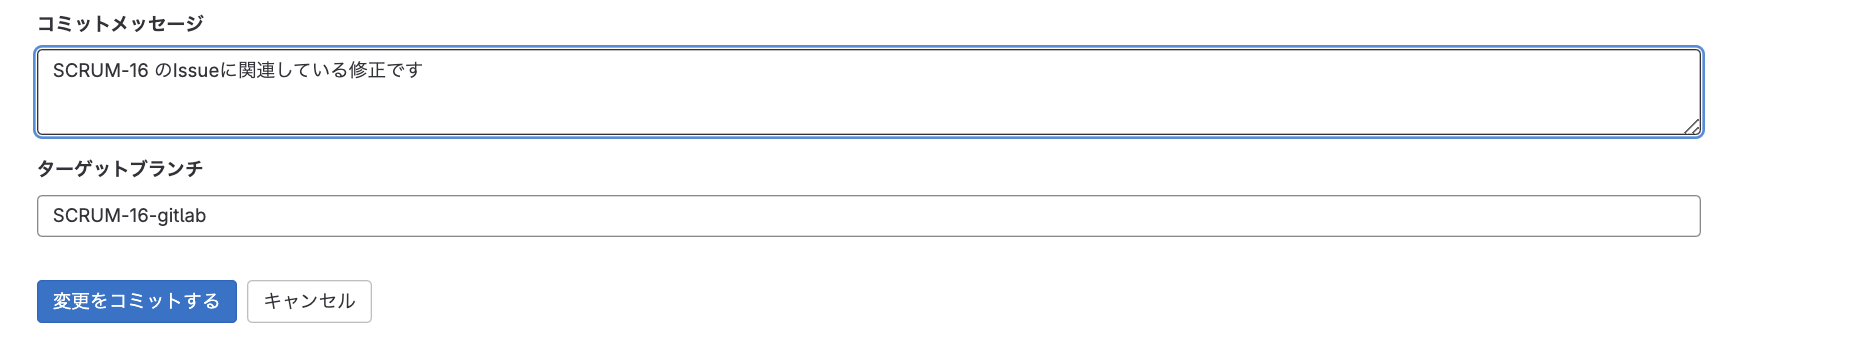 コミットメッセージ
SCRUM-16 のIssueに関連している修正です
ターゲットブランチ
SCRUM-16-gitlab
変更をコミットする キャンセル